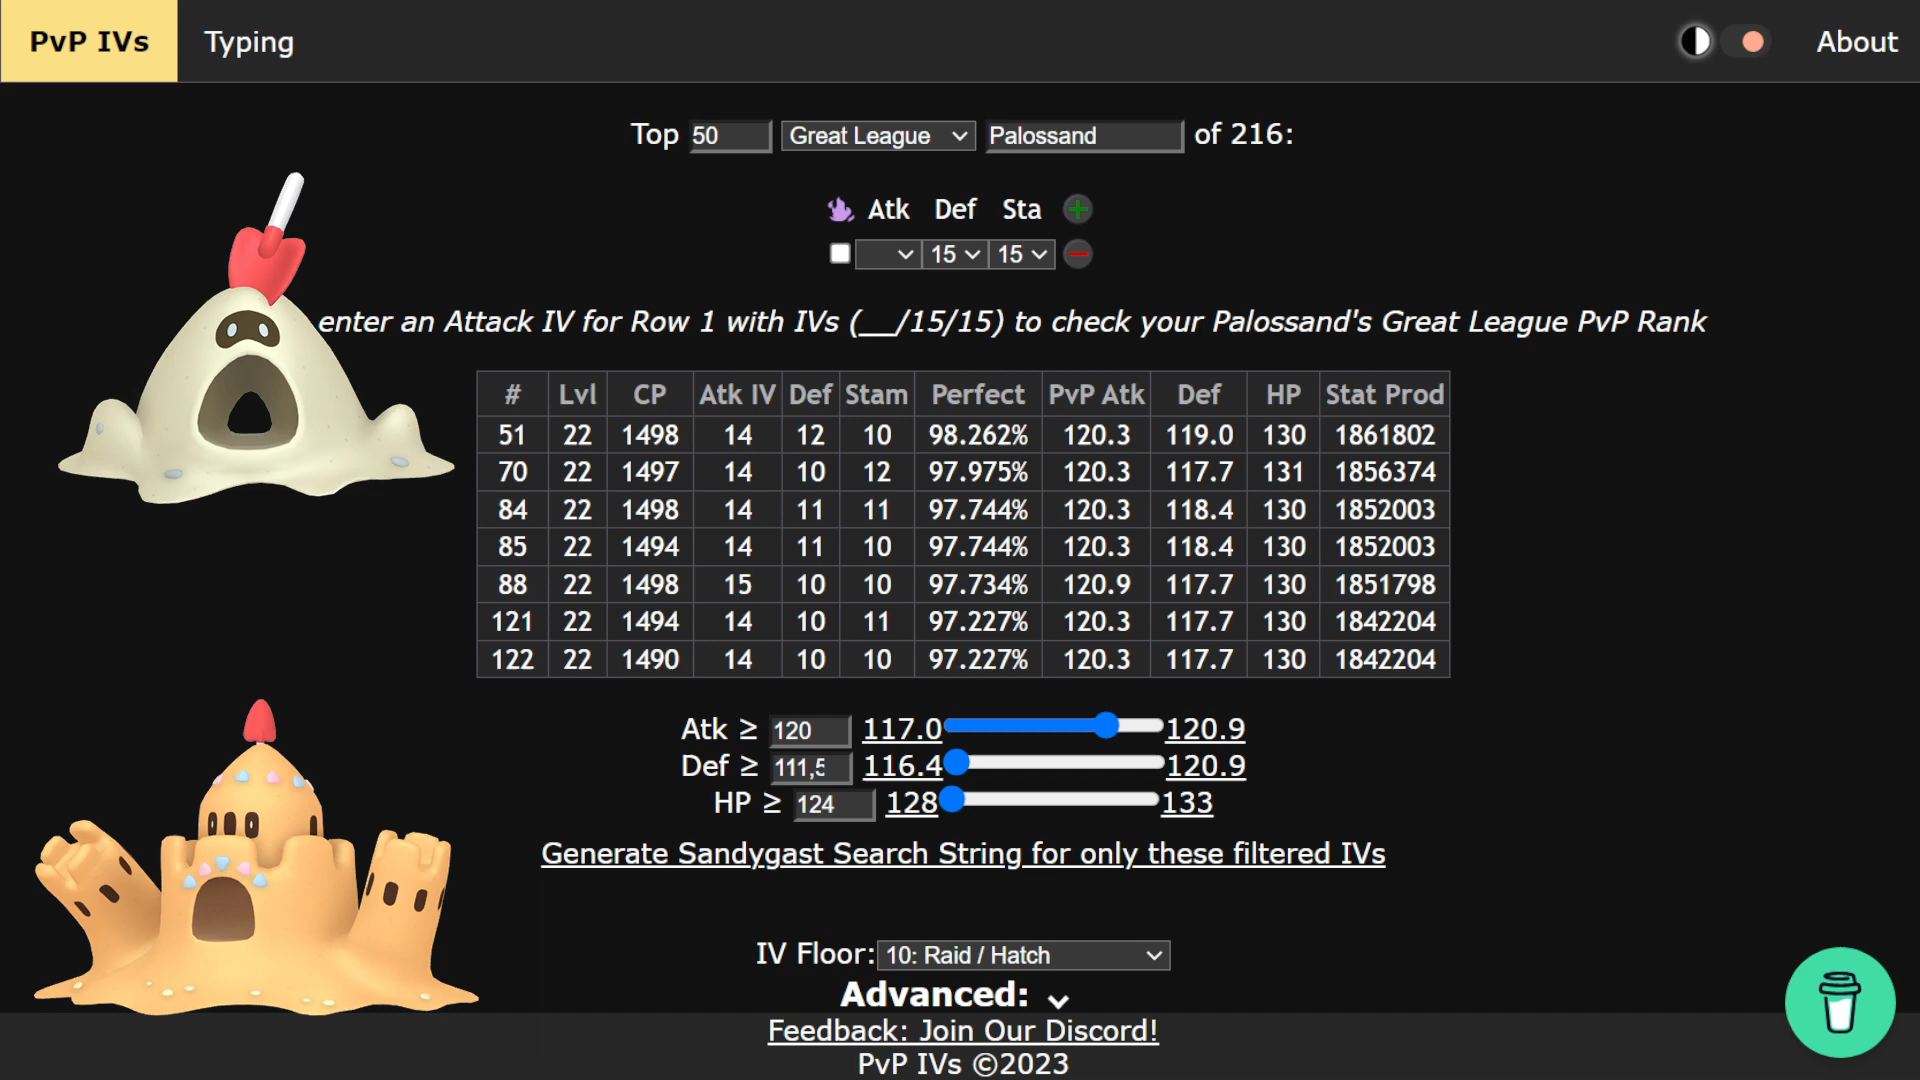 PvP IVs Typing About
Top 50 Great League Palossand of 216:
Atk Def Sta
15 15
enter an Attack IV for Row 1 with IVs (__/15/15) to check your Palossand's Great League PvP Rank
# Lvl CP Atk IV Def Stam Perfect PvP Atk Def HP Stat Prod
51 22 1498 14 12 10 98.262% 120.3 119.0 130 1861802
70 22 1497 14 10 12 97.975% 120.3 117.7 131 1856374
84 22 1498 14 11 11 97.744% 120.3 118.4 130 1852003
85 22 1494 14 11 10 97.744% 120.3 118.4 130 1852003
88 22 1498 15 10 10 97.734% 120.9 117.7 130 1851798
121 22 1494 14 10 11 97.227% 120.3 117.7 130 1842204
122 22 1490 14 10 10 97.227% 120.3 117.7 130 1842204
Atk ≥ 120 117.0 120.9
Def ≥ 111,5 116.4 120.9
HP ≥ 124 128 133
Generate Sandygast Search String for only these filtered IVs
IV Floor: 10: Raid / Hatch
Advanced:
Feedback: Join Our Discord!
PvP IVs ©2023